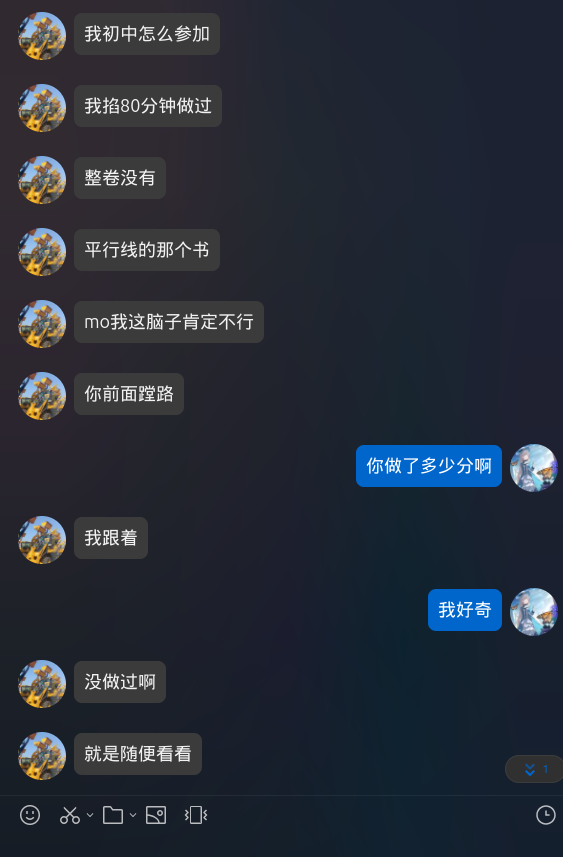 我初中怎么参加
我掐80分钟做过
整卷没有
平行线的那个书
mo我这脑子肯定不行
你前面蹚路
你做了多少分啊
我跟着
我好奇
没做过啊
就是随便看看
1